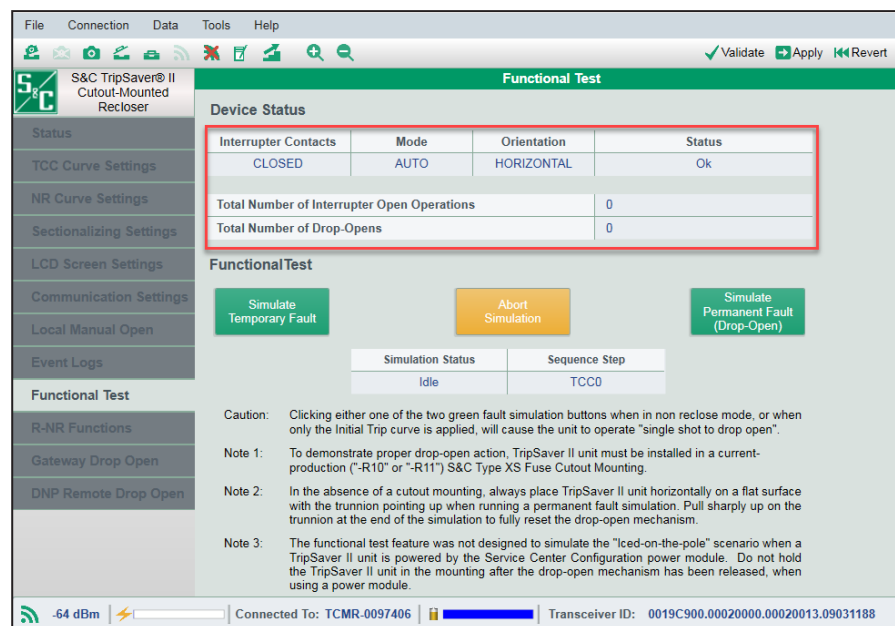 File Connection Data Tools Help
Validate Apply Revert
S&C
S&C TripSaver® II
Cutout-Mounted
Recloser
Functional Test
Status
TCC Curve Settings
NR Curve Settings
Sectionalizing Settings
LCD Screen Settings
Communication Settings
Local Manual Open
Event Logs
Functional Test
R-NR Functions
Gateway Drop Open
DNP Remote Drop Open
Device Status
Interrupter Contacts Mode Orientation Status
CLOSED AUTO HORIZONTAL Ok
Total Number of Interrupter Open Operations 0
Total Number of Drop-Opens 0
FunctionalTest
Simulate
Temporary Fault
Abort
Simulation
Simulate
Permanent Fault
(Drop-Open)
Simulation Status Sequence Step
Idle TCC0
Caution: Clicking either one of the two green fault simulation buttons when in non reclose mode, or when
only the Initial Trip curve is applied, will cause the unit to operate "single shot to drop open".
Note 1: To demonstrate proper drop-open action, TripSaver II unit must be installed in a current-
production ("-R10" or "-R11") S&C Type XS Fuse Cutout Mounting.
Note 2: In the absence of a cutout mounting, always place TripSaver II unit horizontally on a flat surface
with the trunnion pointing up when running a permanent fault simulation. Pull sharply up on the
trunnion at the end of the simulation to fully reset the drop-open mechanism.
Note 3: The functional test feature was not designed to simulate the "Iced-on-the-pole" scenario when a
TripSaver II unit is powered by the Service Center Configuration power module. Do not hold
the TripSaver II unit in the mounting after the drop-open mechanism has been released, when
using a power module.
-64 dBm Connected To: TCMR-0097406 Transceiver ID: 0019C900.00020000.00020013.09031188